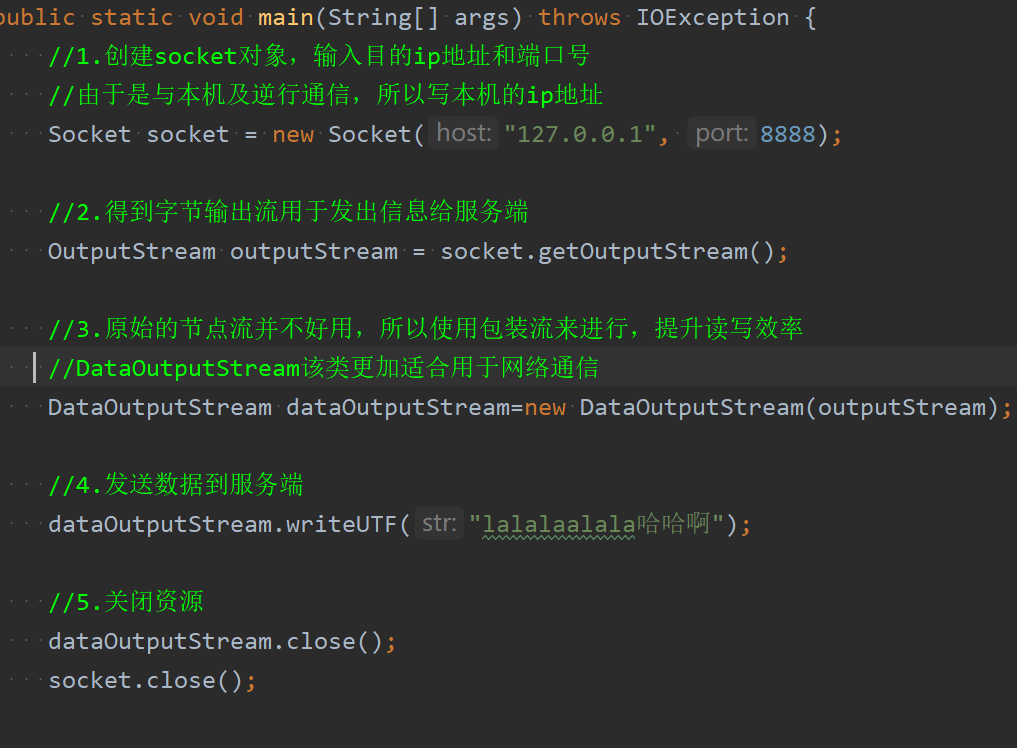 public static void main(String[] args) throws IOException {
//1.创建socket对象，输入目的ip地址和端口号
//由于是与本机及逆行通信，所以写本机的ip地址
Socket socket = new Socket( host: "127.0.0.1", port: 8888);
//2.得到字节输出流用于发出信息给服务端
OutputStream outputStream = socket.getOutputStream();
//3.原始的节点流并不好用，所以使用包装流来进行，提升读写效率
//DataOutputStream该类更加适合用于网络通信
DataOutputStream dataOutputStream=new DataOutputStream(outputStream);
//4.发送数据到服务端
dataOutputStream.writeUTF( str: "lalalaalala哈哈啊");
//5.关闭资源
dataOutputStream.close();
socket.close();